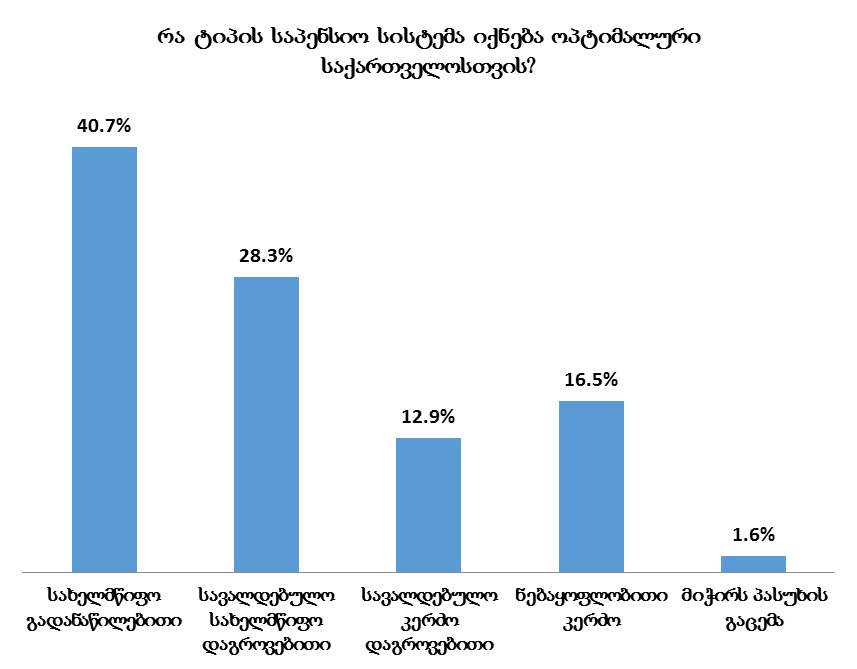 რა ტიპის საპენსიო სისტემა იქნება ოპტიმალური
საქართველოსთვის?
40.7%
28.3%
12.9%
16.5%
1.6%
სახელმწიფო
გადანაწილებითი
სავალდებულო
სახელმწიფო
დაგროვებითი
სავალდებულო
კერძო
დაგროვებითი
ნებაყოფლობითი
კერძო
მიჭირს პასუხის
გაცემა